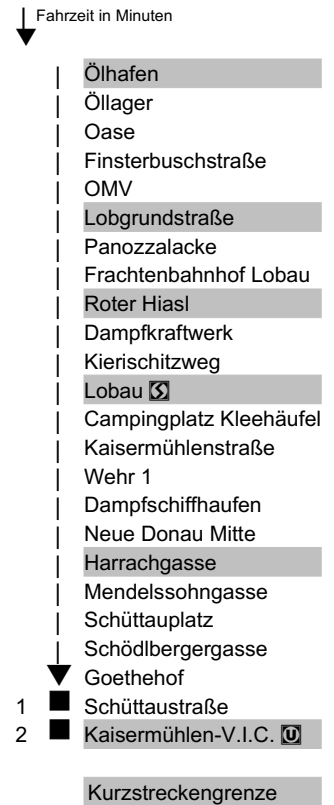 Fahrzeit in Minuten
Ölhafen
Öllager
Oase
Finsterbuschstraße
OMV
Lobgrundstraße
Panozzalacke
Frachtenbahnhof Lobau
Roter Hiasl
Dampfkraftwerk
Kierischitzweg
Lobau S
Campingplatz Kleehäufel
Kaisermühlenstraße
Wehr 1
Dampfschiffhaufen
Neue Donau Mitte
Harrachgasse
Mendelssohngasse
Schüttauplatz
Schödlbergergasse
Goethehof
1 Schüttaustraße
2 Kaisermühlen-V.I.C. U
Kurzstreckengrenze